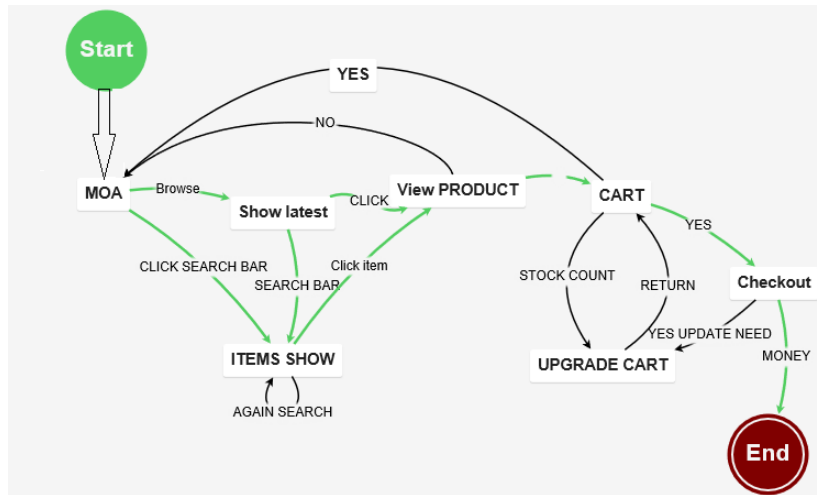 Start
YES
NO
MOA
Browse
Show latest
CLICK
View PRODUCT
CART
YES
CLICK SEARCH BAR
SEARCH BAR
Click item
STOCK COUNT
RETURN
Checkout
ITEMS SHOW
UPGRADE CART
YES UPDATE NEED
MONEY
AGAIN SEARCH
End